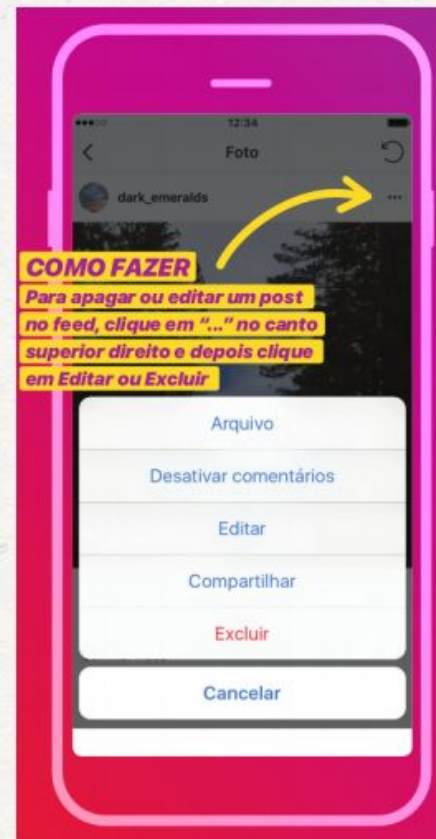 12:34
Foto
dark_emeralds
...
COMO FAZER
Para apagar ou editar um post
no feed, clique em “...” no canto
superior direito e depois clique
em Editar ou Excluir
Arquivo
Desativar comentários
Editar
Compartilhar
Excluir
Cancelar